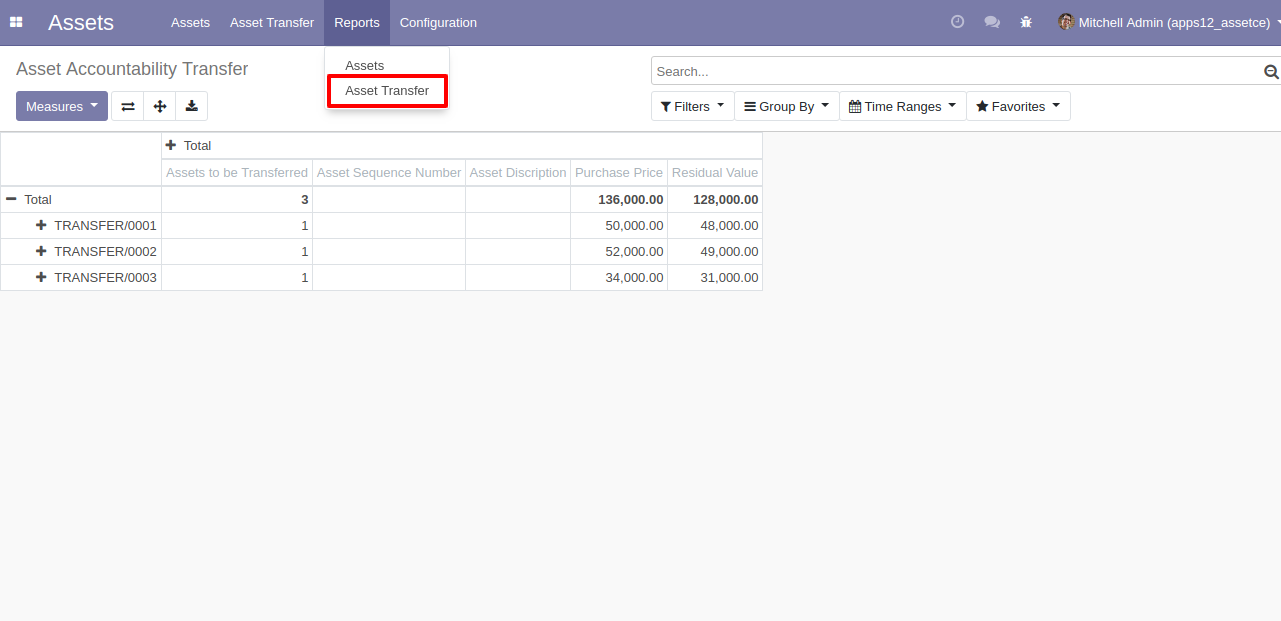 Assets Assets Asset Transfer Reports Configuration Mitchell Admin (apps12_assetce)
Assets
Asset Transfer
Asset Accountability Transfer
Search...
Measures
Filters Group By Time Ranges Favorites
Total
Assets to be Transferred Asset Sequence Number Asset Discription Purchase Price Residual Value
Total 3 136,000.00 128,000.00
TRANSFER/0001 1 50,000.00 48,000.00
TRANSFER/0002 1 52,000.00 49,000.00
TRANSFER/0003 1 34,000.00 31,000.00